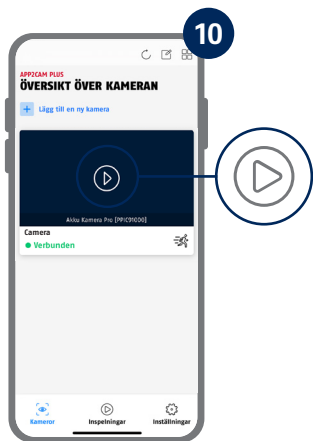 10
APP2CAM PLUS
ÖVERSIKT ÖVER KAMERAN
+ Lägg till en ny kamera
Akku Kamera Pro [PPIC91000]
Camera
Verbunden
Kameror
Inspelningar
Inställningar